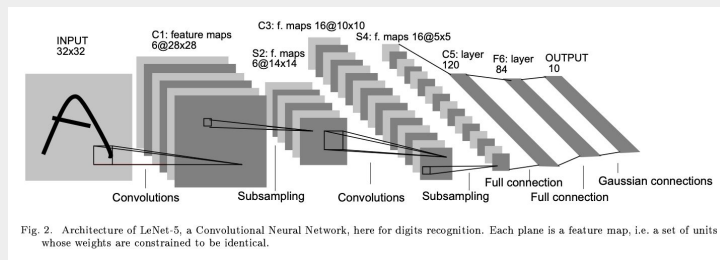 INPUT
32x32
C1: feature maps
6@28x28
S2: f. maps
6@14x14
C3: f. maps 16@10x10
S4: f. maps 16@5x5
C5: layer
120
F6: layer
84
OUTPUT
10
A
Convolutions
Subsampling
Convolutions
Subsampling
Full connection
Full connection
Gaussian connections
Fig. 2. Architecture of LeNet-5, a Convolutional Neural Network, here for digits recognition. Each plane is a feature map, i.e. a set of units
whose weights are constrained to be identical.